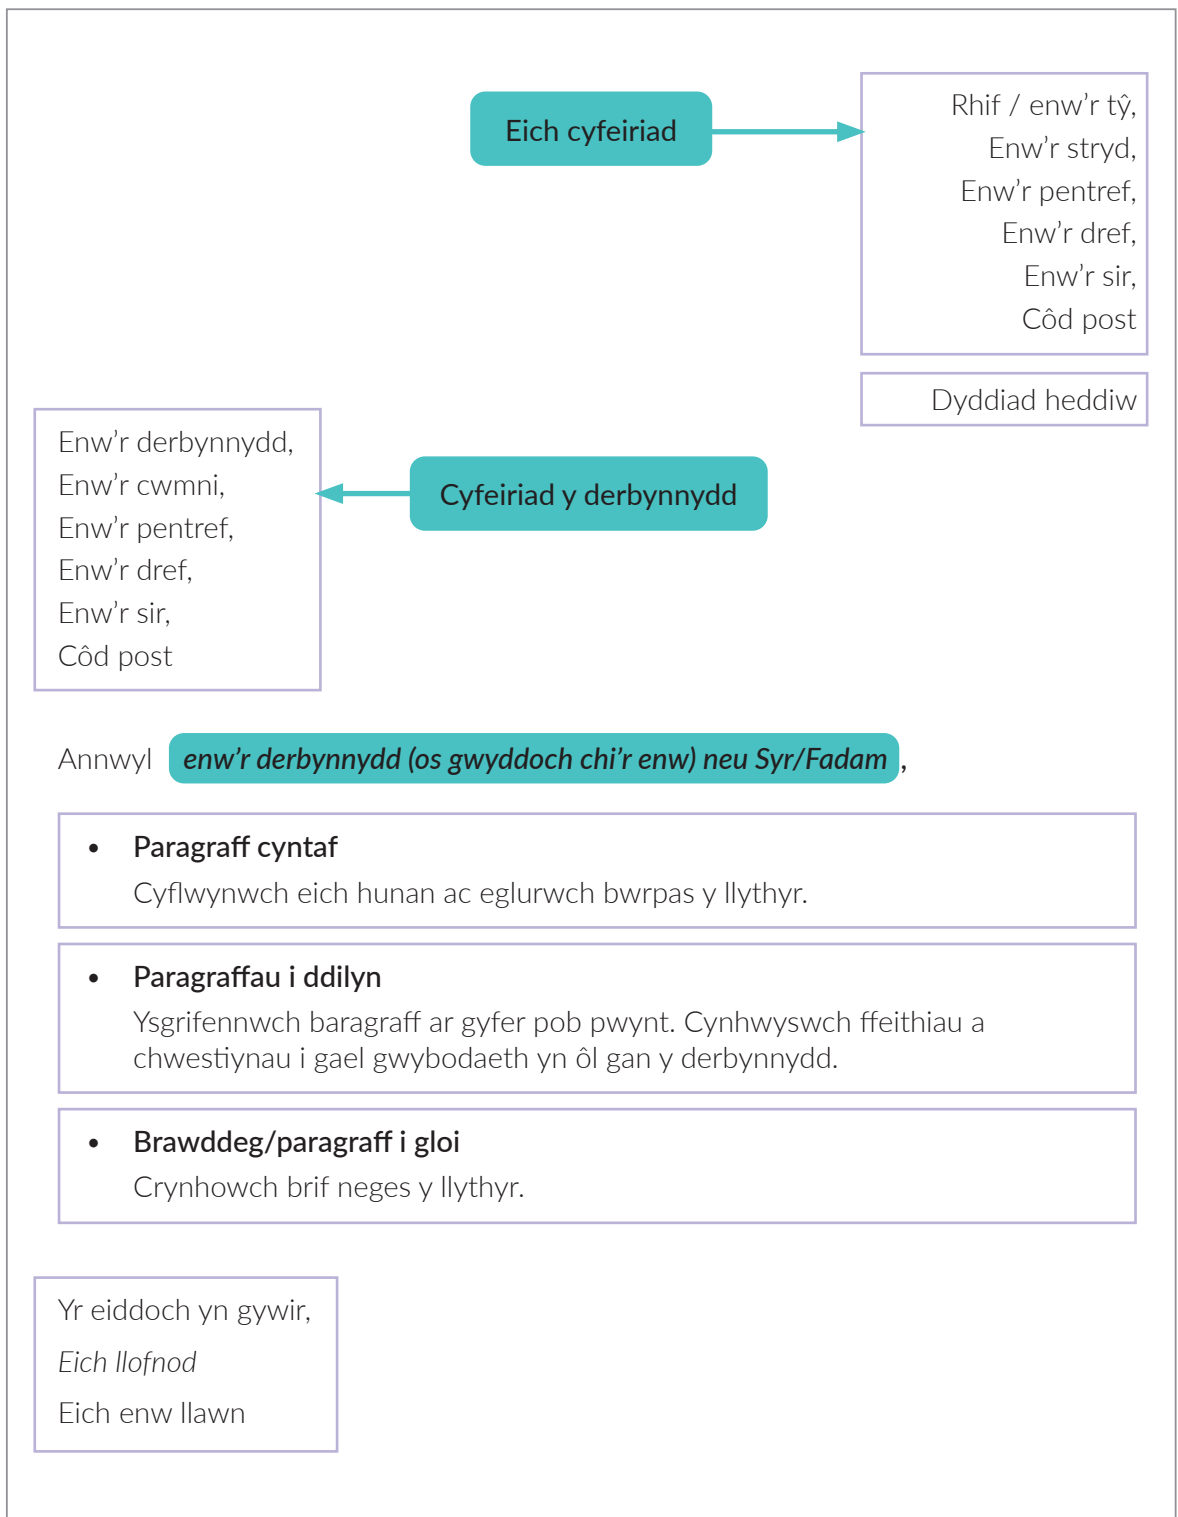 Eich cyfeiriad
Rhif / enw’r tŷ,
Enw’r stryd,
Enw’r pentref,
Enw’r dref,
Enw’r sir,
Côd post
Dyddiad heddiw
Enw’r derbynnydd,
Enw’r cwmni,
Enw’r pentref,
Enw’r dref,
Enw’r sir,
Côd post
Cyfeiriad y derbynnydd
Annwyl enw’r derbynnydd (os gwyddoch chi’r enw) neu Syr/Fadam ,
• Paragraff cyntaf
Cyflwynwch eich hunan ac eglurwch bwrpas y llythyr.
• Paragraffau i ddilyn
Ysgrifennwch baragraff ar gyfer pob pwynt. Cynhwyswch ffeithiau a
chwestiynau i gael gwybodaeth yn ôl gan y derbynnydd.
• Brawddeg/paragraff i gloi
Crynhowch brif neges y llythyr.
Yr eiddoch yn gywir,
Eich llofnod
Eich enw llawn